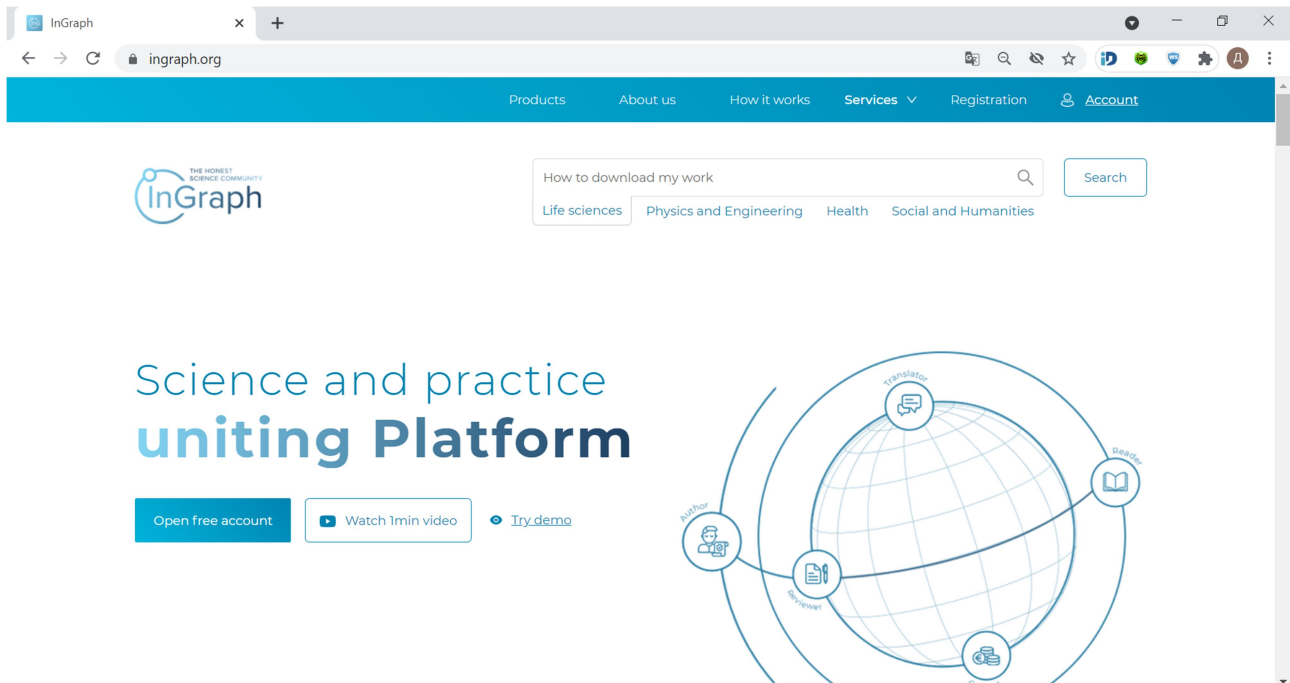 InGraph
ingraph.org
Д
Products About us How it works Services Registration Account
THE HONEST
SCIENCE COMMUNITY
InGraph
How to download my work
Search
Life sciences Physics and Engineering Health Social and Humanities
Science and practice
uniting Platform
Open free account Watch 1min video Try demo
Translator
Reader
Author
Reviewer